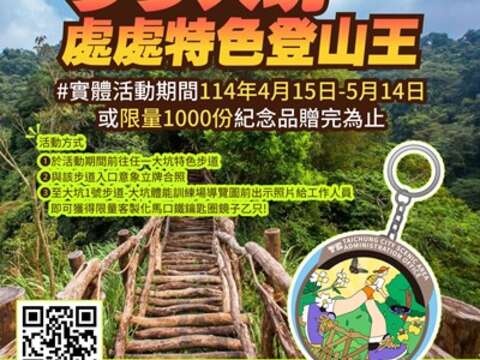 處處特色登山王
#實體活動期間114年4月15日-5月14日
或限量1000份紀念品贈完為止
活動方式
❶於活動期間前往任一大坑特色步道
❷與該步道入口意象立牌合照
❸至大坑1號步道-大坑體能訓練場導覽圖前出示照片給工作人員
即可獲得限量客製化馬口鐵鑰匙圈鏡子乙只!
TAICHUNG CITY SCENIC AREA
ADMINISTRATION OFFICE